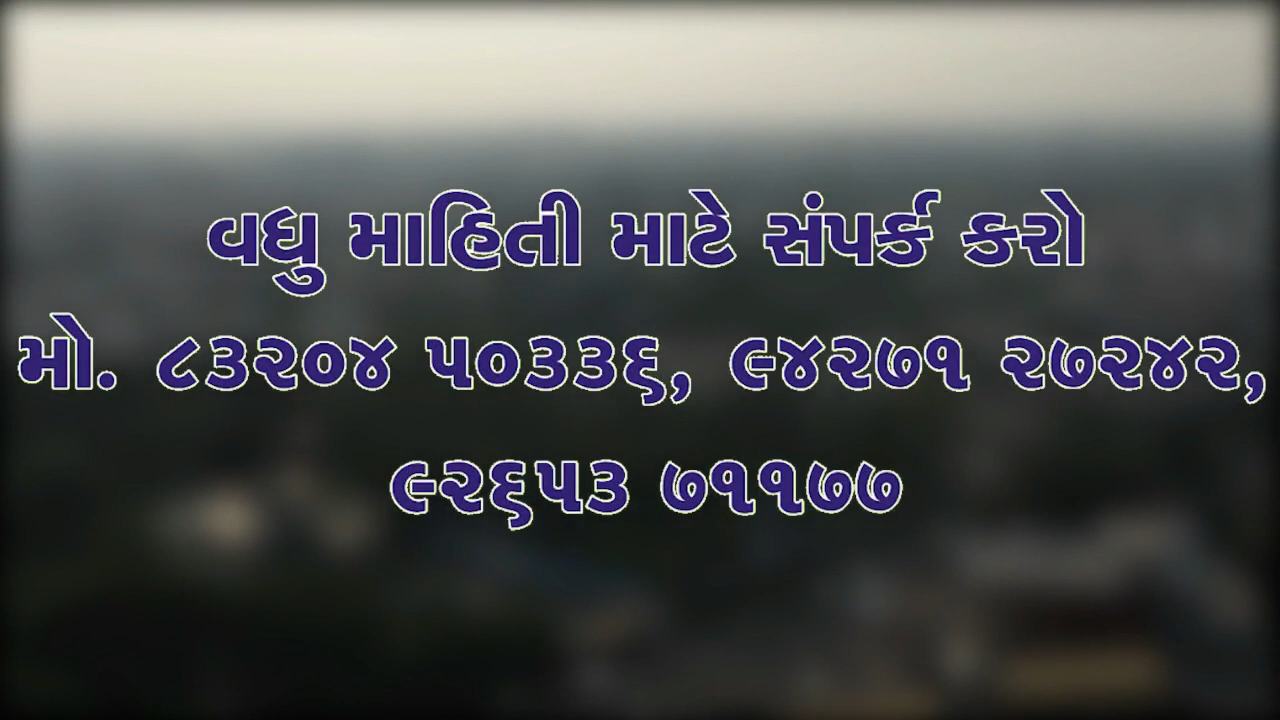 વધુ માહિતી માટે સંપર્ક કરો
મો. ૮૩૨૦૪ ૫૦૩૩૬, ૯૪૨૭૧ ૨૭૨૪૨,
૯૨૬૫૩ ૭૧૧૭૭